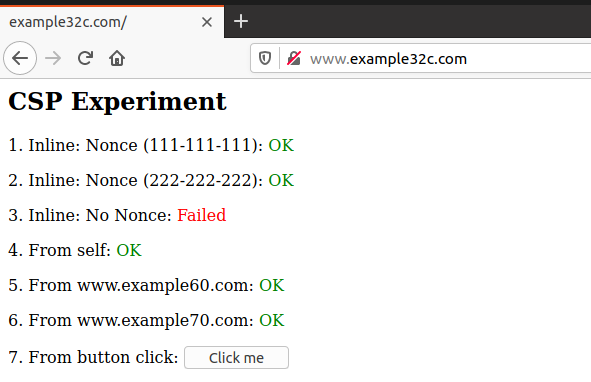 example32c.com/
www.example32c.com
CSP Experiment
1. Inline: Nonce (111-111-111): OK
2. Inline: Nonce (222-222-222): OK
3. Inline: No Nonce: Failed
4. From self: OK
5. From www.example60.com: OK
6. From www.example70.com: OK
7. From button click: Click me